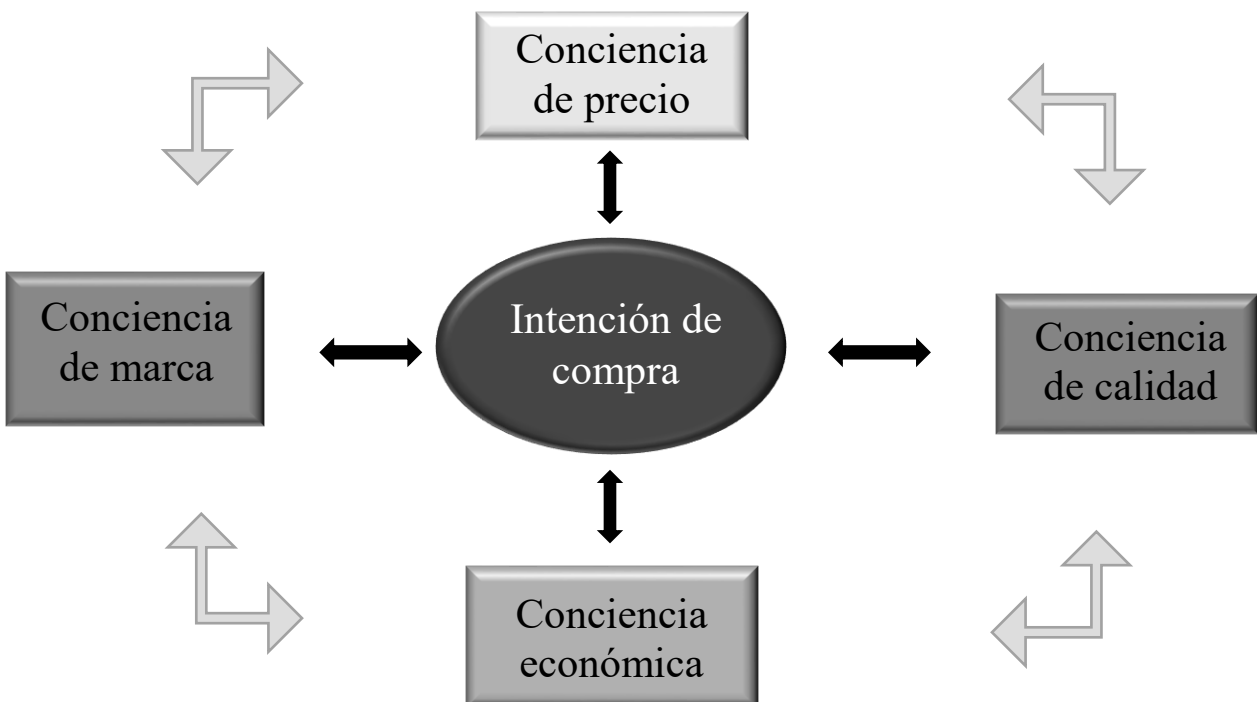 Conciencia
de precio
Conciencia
de marca
Intención de
compra
Conciencia
de calidad
Conciencia
económica